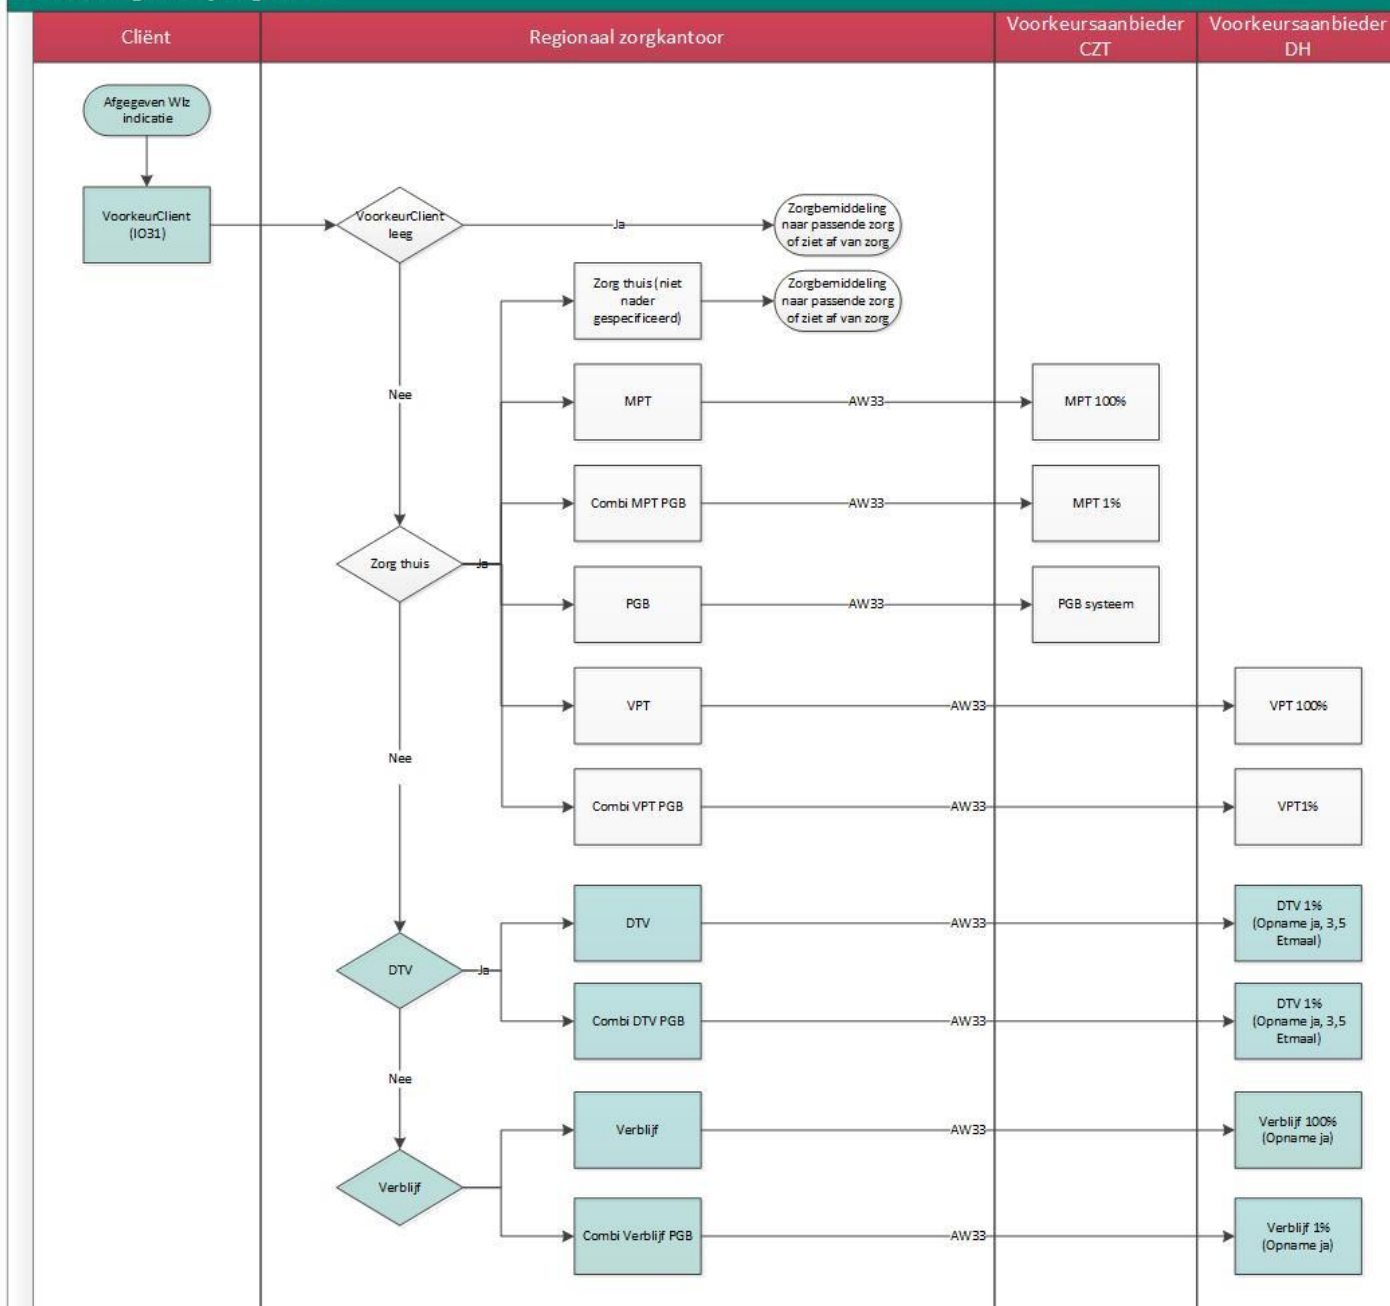 Cliënt
Regionaal zorgkantoor
Voorkeursaanbieder
CZT
Voorkeursaanbieder
DH
Afgegeven Wlz
indicatie
VoorkeurClient
(IO31)
VoorkeurClient
leeg
Ja
Zorgbemiddeling
naar passende zorg
of ziet af van zorg
Zorg thuis (niet
nader
gespecificeerd)
Zorgbemiddeling
naar passende zorg
of ziet af van zorg
Nee
MPT
AW33
MPT 100%
Combi MPT PGB
AW33
MPT 1%
Zorg thuis
Ja
PGB
AW33
PGB systeem
VPT
AW33
VPT 100%
Nee
Combi VPT PGB
AW33
VPT1%
DTV
AW33
DTV 1%
(Opname ja, 3,5
Etmaal)
DTV
Ja
Combi DTV PGB
AW33
DTV 1%
(Opname ja, 3,5
Etmaal)
Nee
Verblijf
AW33
Verblijf 100%
(Opname ja)
Verblijf
Combi Verblijf PGB
AW33
Verblijf 1%
(Opname ja)